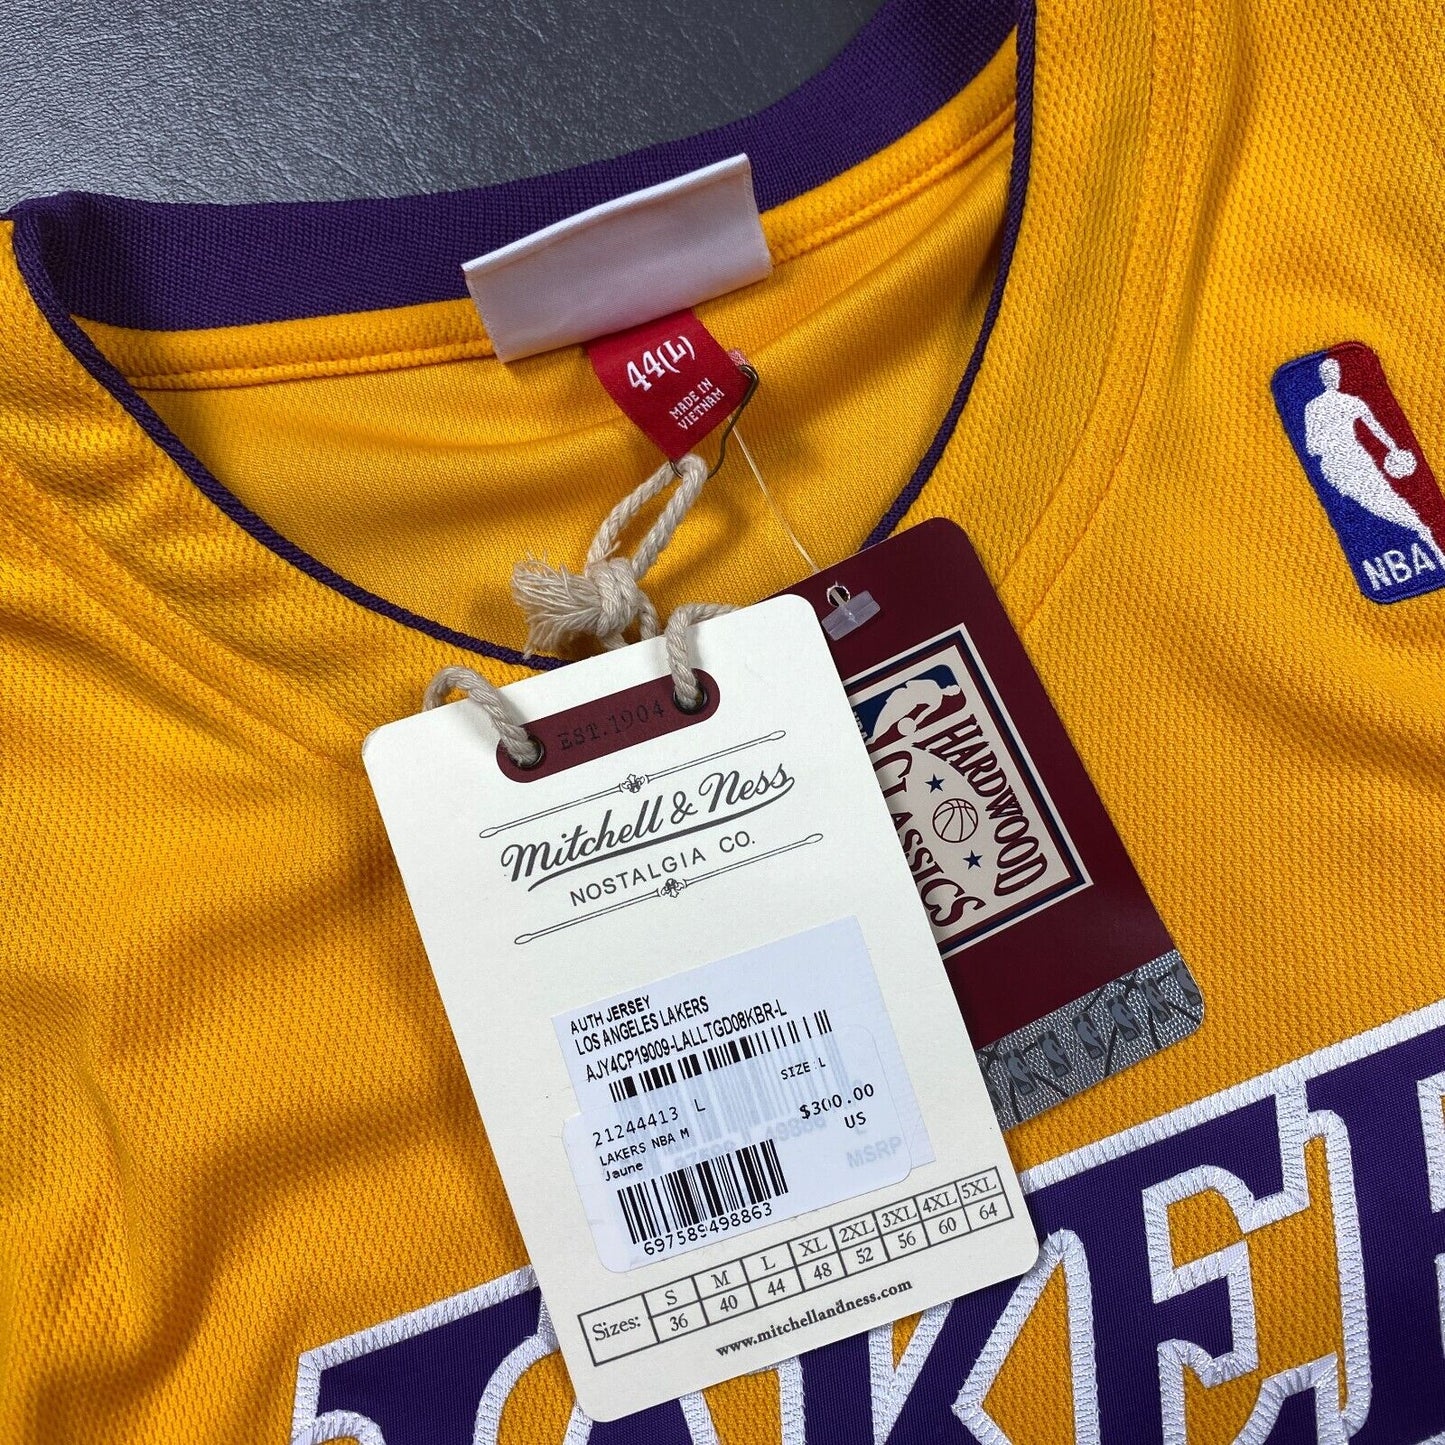 44(L)
MADE IN
VIETNAM
NBA
HARDWOOD
CLASSICS
EST. 1904
Mitchell & Ness
NOSTALGIA CO.
AUTH JERSEY
LOS ANGELES LAKERS
AJY4CP19009-LALLTGD08KBR-L
SIZE: L
21244413 L
$300.00
LAKERS NBA M
US
Jaune
MSRP
697589498863
Sizes: S M L XL 2XL 3XL 4XL 5XL
36 40 44 48 52 56 60 64
www.mitchellandness.com